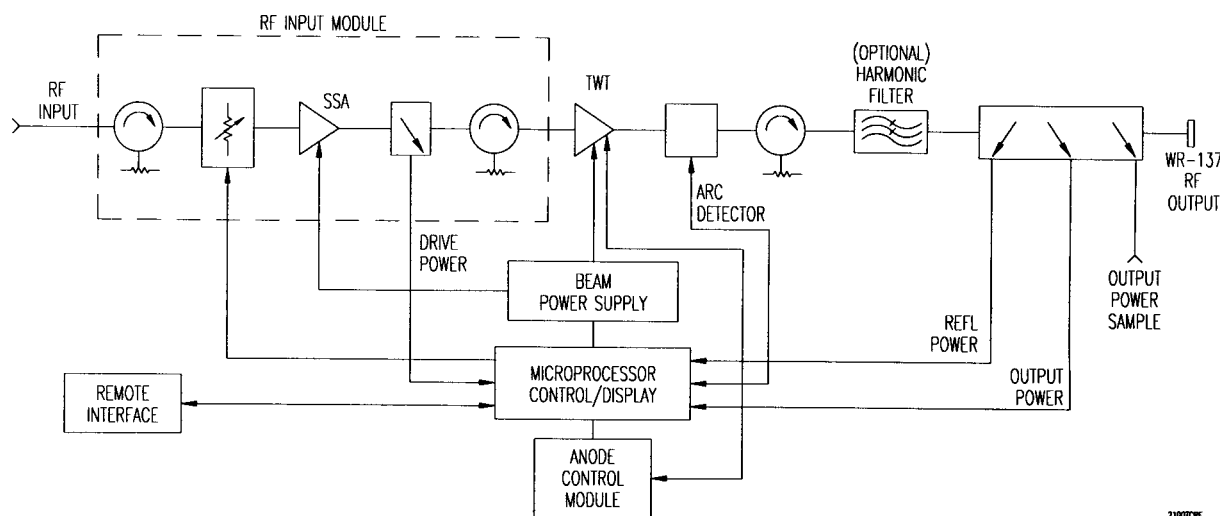 RF INPUT MODULE
RF
INPUT
SSA
TWT
(OPTIONAL)
HARMONIC
FILTER
WR-137
RF
OUTPUT
ARC
DETECTOR
DRIVE
POWER
BEAM
POWER SUPPLY
OUTPUT
POWER
SAMPLE
REFL
POWER
MICROPROCESSOR
CONTROL/DISPLAY
OUTPUT
POWER
REMOTE
INTERFACE
ANODE
CONTROL
MODULE